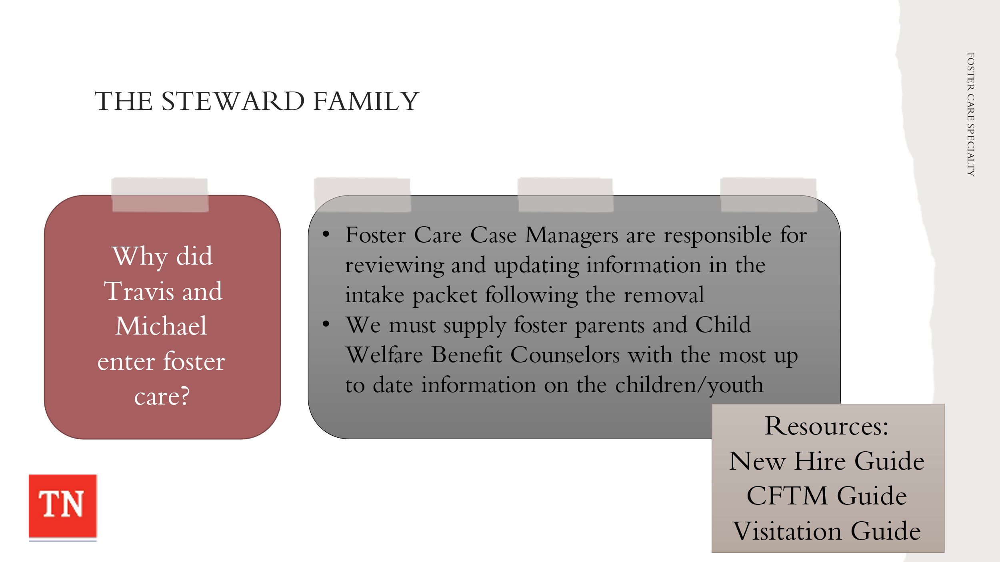 THE STEWARD FAMILY
FOSTER CARE SPECIALTY
Why did
Travis and
Michael
enter foster
care?
• Foster Care Case Managers are responsible for
reviewing and updating information in the
intake packet following the removal
• We must supply foster parents and Child
Welfare Benefit Counselors with the most up
to date information on the children/youth
Resources:
New Hire Guide
CFTM Guide
Visitation Guide
TN